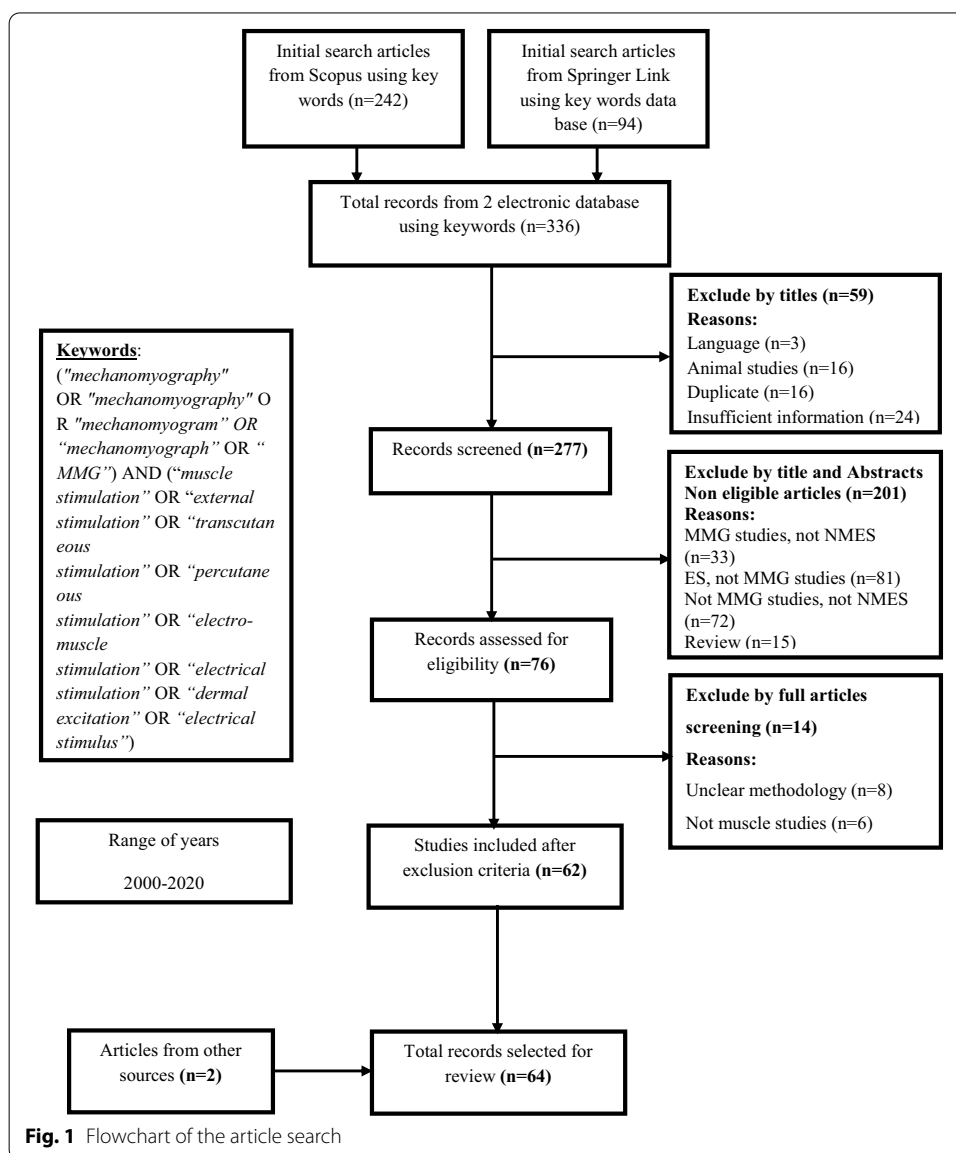 Initial search articles
from Scopus using key
words (n=242)
Initial search articles
from Springer Link
using key words data
base (n=94)
Total records from 2 electronic database
using keywords (n=336)
Exclude by titles (n=59)
Reasons:
Language (n=3)
Animal studies (n=16)
Duplicate (n=16)
Insufficient information (n=24)
Keywords:
("mechanomyography"
OR "mechanomyography" O
R "mechanomyogram” OR
“mechanomyograph” OR “
MMG”) AND (“muscle
stimulation” OR “external
stimulation” OR “transcutan
eous
stimulation” OR “percutane
ous
stimulation” OR “electro-
muscle
stimulation” OR “electrical
stimulation” OR “dermal
excitation” OR “electrical
stimulus”)
Records screened (n=277)
Exclude by title and Abstracts
Non eligible articles (n=201)
Reasons:
MMG studies, not NMES
(n=33)
ES, not MMG studies (n=81)
Not MMG studies, not NMES
(n=72)
Review (n=15)
Records assessed for
eligibility (n=76)
Exclude by full articles
screening (n=14)
Reasons:
Unclear methodology (n=8)
Not muscle studies (n=6)
Range of years
2000-2020
Studies included after
exclusion criteria (n=62)
Articles from other
sources (n=2)
Total records selected for
review (n=64)
Fig. 1 Flowchart of the article search